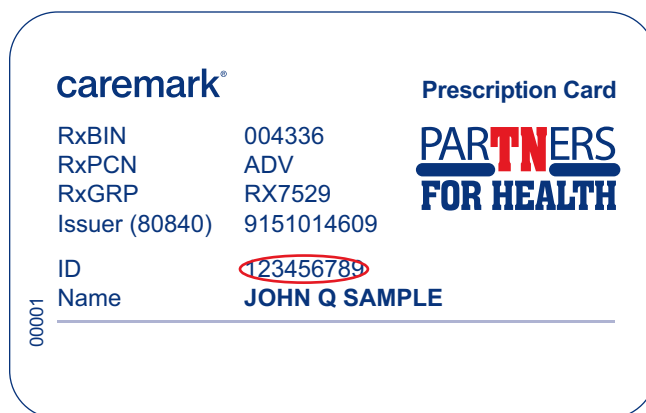 caremark®
Prescription Card
RxBIN 004336
RxPCN ADV
RxGRP RX7529
Issuer (80840) 9151014609
PARTNERS
FOR HEALTH
ID 123456789
Name JOHN Q SAMPLE
00001